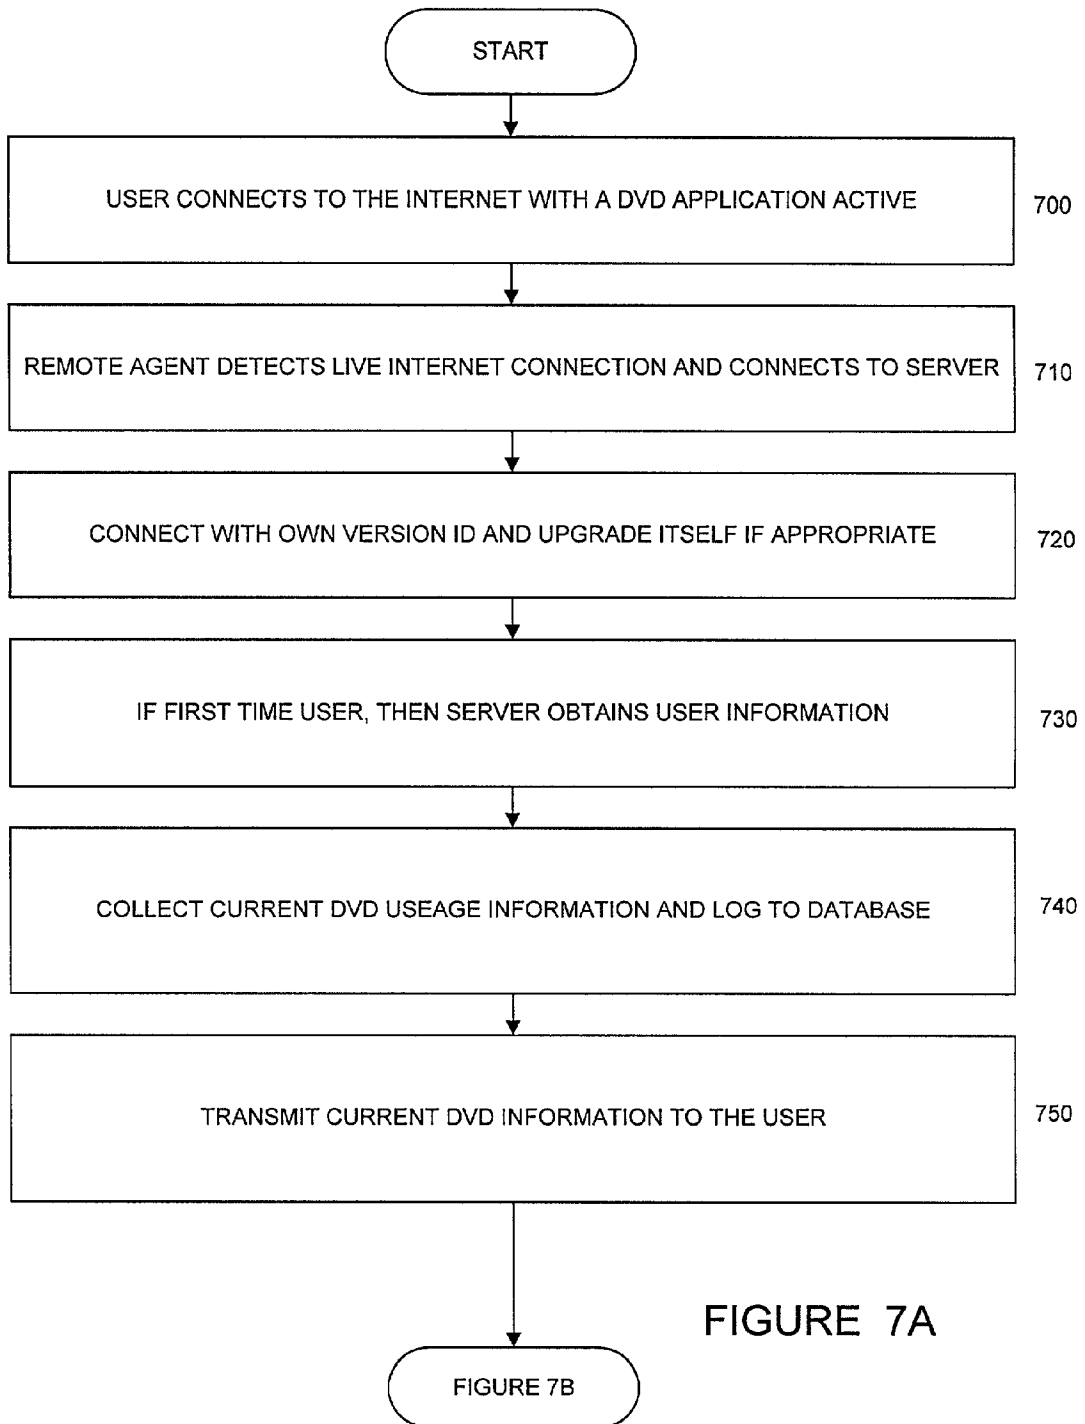 START
USER CONNECTS TO THE INTERNET WITH A DVD APPLICATION ACTIVE
700
REMOTE AGENT DETECTS LIVE INTERNET CONNECTION AND CONNECTS TO SERVER
710
CONNECT WITH OWN VERSION ID AND UPGRADE ITSELF IF APPROPRIATE
720
IF FIRST TIME USER, THEN SERVER OBTAINS USER INFORMATION
730
COLLECT CURRENT DVD USEAGE INFORMATION AND LOG TO DATABASE
740
TRANSMIT CURRENT DVD INFORMATION TO THE USER
750
FIGURE 7A
FIGURE 7B